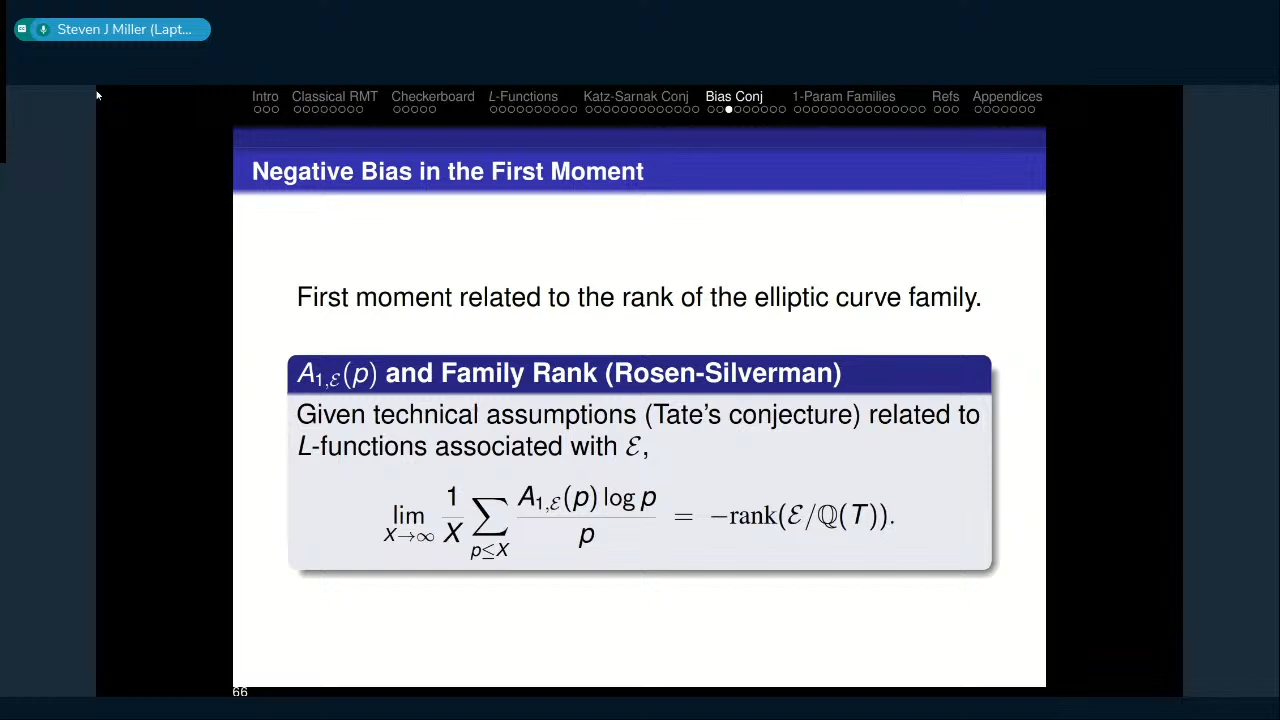 Steven J Miller (Lapt...
Intro Classical RMT Checkerboard L-Functions Katz-Sarnak Conj Bias Conj 1-Param Families Refs Appendices
Negative Bias in the First Moment
First moment related to the rank of the elliptic curve family.
A₁,ℰ(p) and Family Rank (Rosen-Silverman)
Given technical assumptions (Tate's conjecture) related to
L-functions associated with ℰ,
lim_{X→∞} 1/X ∑_{p≤X} A₁,ℰ(p) log p / p = −rank(ℰ/ℚ(T)).
66